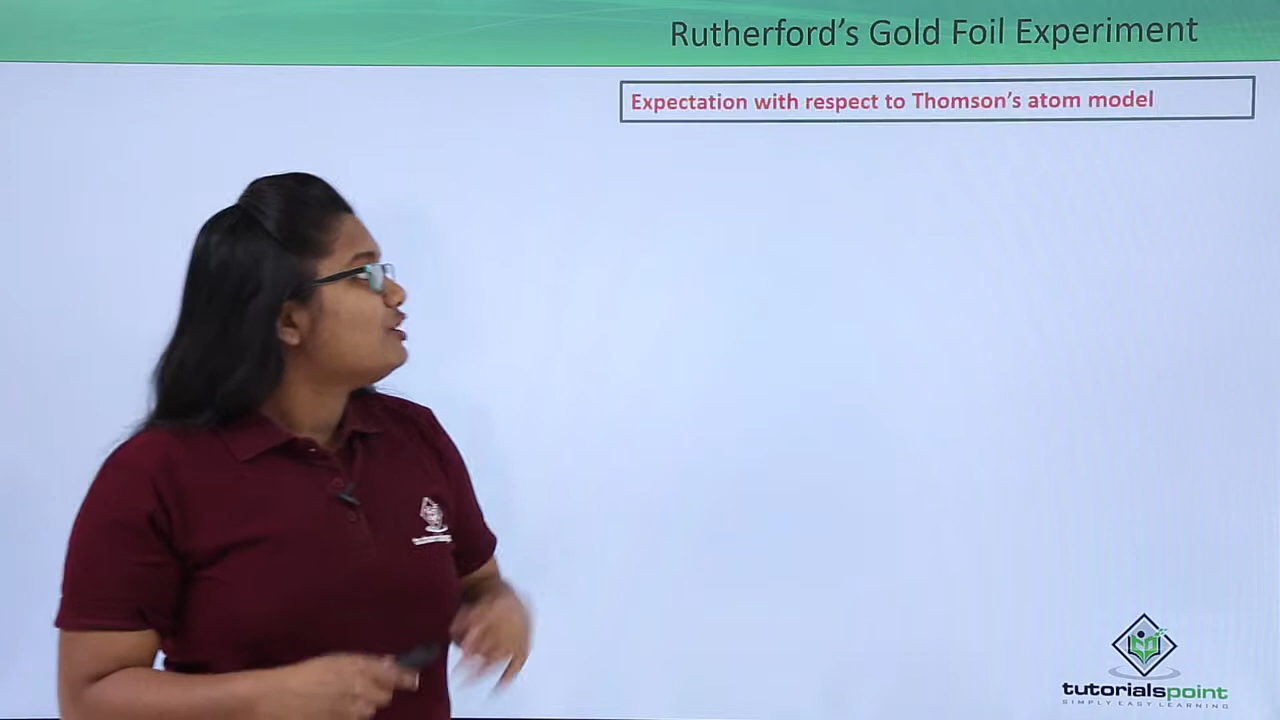 Rutherford's Gold Foil Experiment
Expectation with respect to Thomson's atom model
tutorialspoint
SIMPLY EASY LEARNING